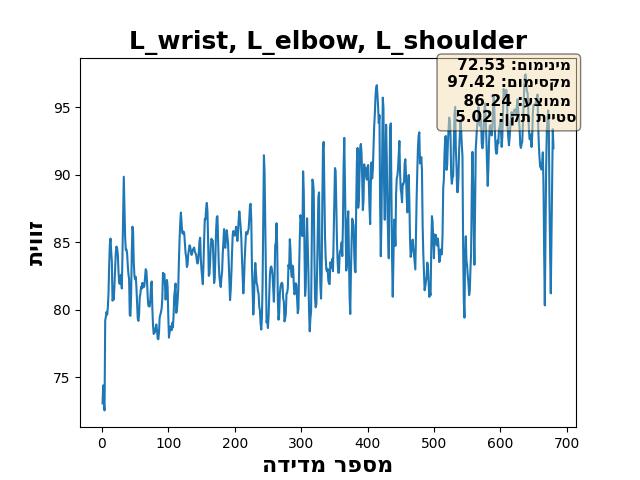 L_wrist, L_elbow, L_shoulder
מינימום: 72.53
מקסימום: 97.42
ממוצע: 86.24
סטיית תקן: 5.02
זווית
95
90
85
80
75
0 100 200 300 400 500 600 700
מספר מדידה